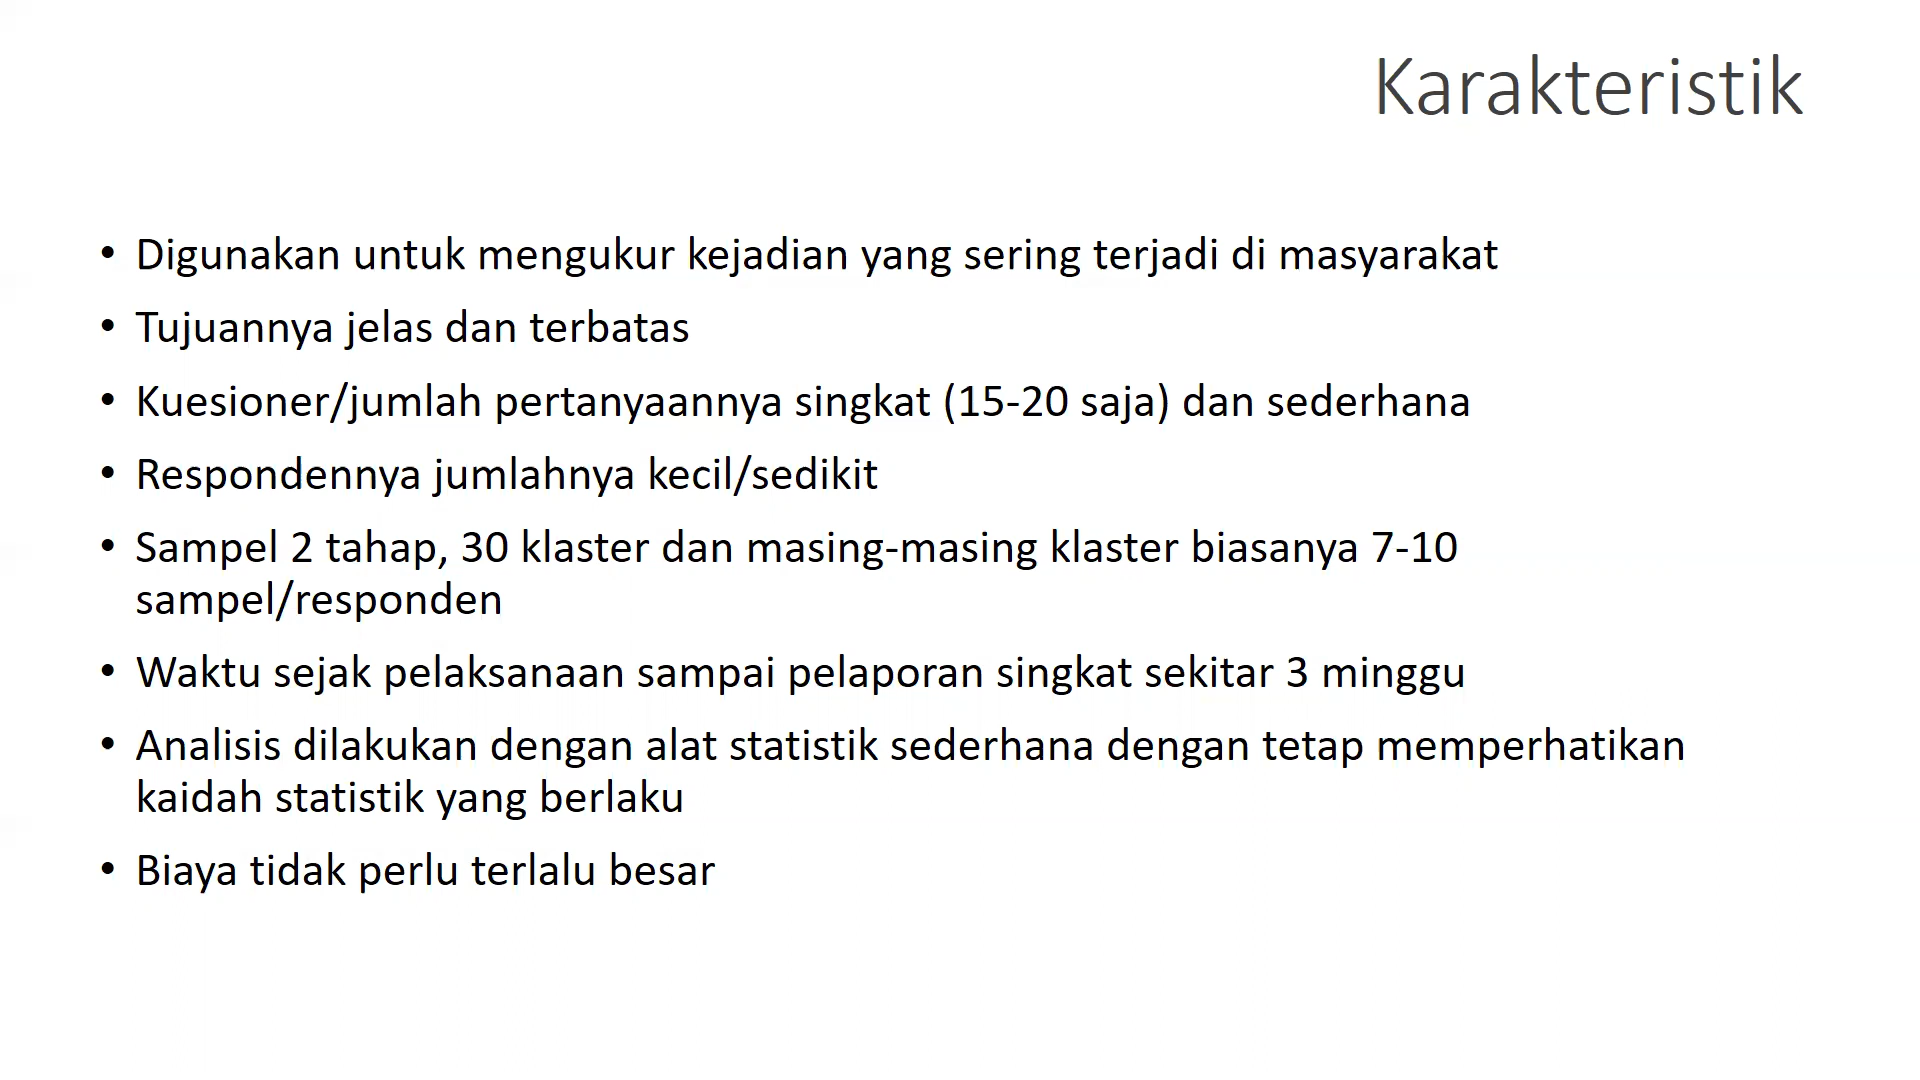 Karakteristik
• Digunakan untuk mengukur kejadian yang sering terjadi di masyarakat
• Tujuannya jelas dan terbatas
• Kuesioner/jumlah pertanyaannya singkat (15-20 saja) dan sederhana
• Respondennya jumlahnya kecil/sedikit
• Sampel 2 tahap, 30 klaster dan masing-masing klaster biasanya 7-10
sampel/responden
• Waktu sejak pelaksanaan sampai pelaporan singkat sekitar 3 minggu
• Analisis dilakukan dengan alat statistik sederhana dengan tetap memperhatikan
kaidah statistik yang berlaku
• Biaya tidak perlu terlalu besar